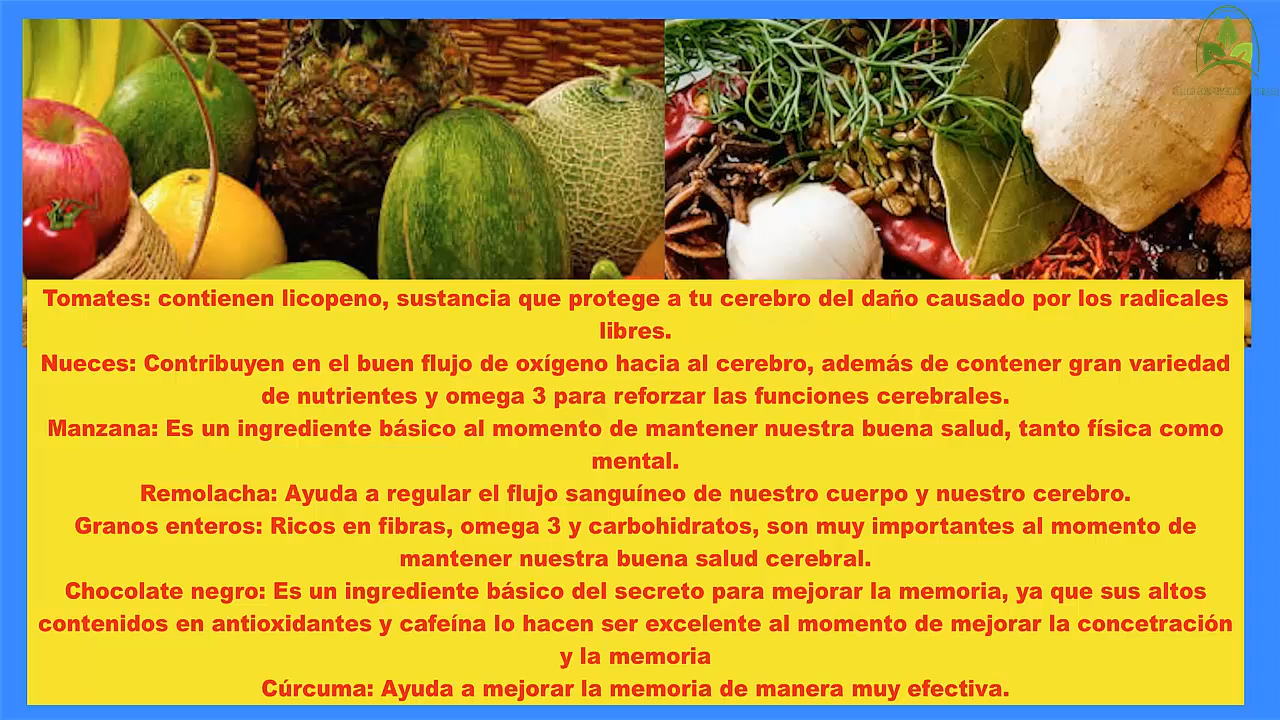 Tomates: contienen licopeno, sustancia que protege a tu cerebro del daño causado por los radicales
libres.
Nueces: Contribuyen en el buen flujo de oxígeno hacia al cerebro, además de contener gran variedad
de nutrientes y omega 3 para reforzar las funciones cerebrales.
Manzana: Es un ingrediente básico al momento de mantener nuestra buena salud, tanto física como
mental.
Remolacha: Ayuda a regular el flujo sanguíneo de nuestro cuerpo y nuestro cerebro.
Granos enteros: Ricos en fibras, omega 3 y carbohidratos, son muy importantes al momento de
mantener nuestra buena salud cerebral.
Chocolate negro: Es un ingrediente básico del secreto para mejorar la memoria, ya que sus altos
contenidos en antioxidantes y cafeína lo hacen ser excelente al momento de mejorar la concetración
y la memoria
Cúrcuma: Ayuda a mejorar la memoria de manera muy efectiva.